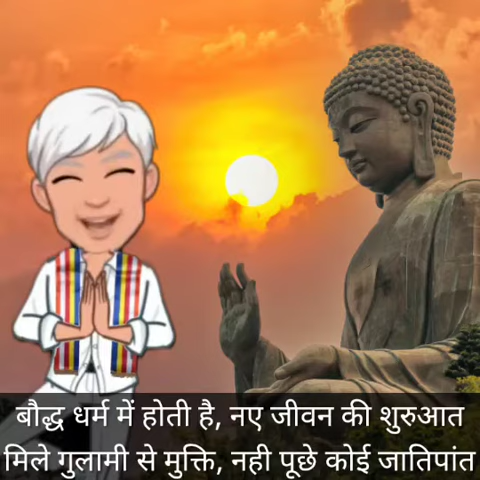 बौद्ध धर्म में होती है, नए जीवन की शुरुआत
मिले गुलामी से मुक्ति, नही पूछे कोई जातिपांत